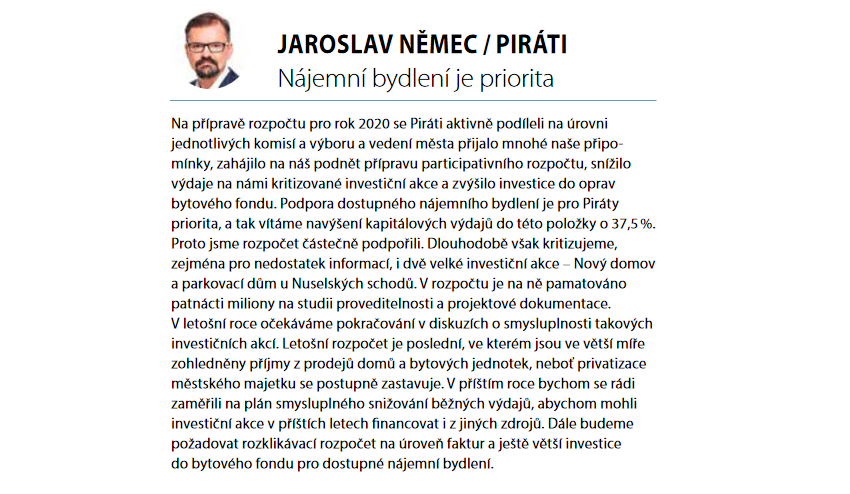 JAROSLAV NĚMEC / PIRÁTI
Nájemní bydlení je priorita
Na přípravě rozpočtu pro rok 2020 se Piráti aktivně podíleli na úrovni
jednotlivých komisí a výboru a vedení města přijalo mnohé naše připo-
mínky, zahájilo na náš podnět přípravu participativního rozpočtu, snížilo
výdaje na námi kritizované investiční akce a zvýšilo investice do oprav
bytového fondu. Podpora dostupného nájemního bydlení je pro Piráty
priorita, a tak vítáme navýšení kapitálových výdajů do této položky o 37,5 %.
Proto jsme rozpočet částečně podpořili. Dlouhodobě však kritizujeme,
zejména pro nedostatek informací, i dvě velké investiční akce – Nový domov
a parkovací dům u Nuselských schodů. V rozpočtu je na ně pamatováno
patnácti miliony na studii proveditelnosti a projektové dokumentace.
V letošní roce očekáváme pokračování v diskuzích o smysluplnosti takových
investičních akcí. Letošní rozpočet je poslední, ve kterém jsou ve větší míře
zohledněny příjmy z prodejů domů a bytových jednotek, neboť privatizace
městského majetku se postupně zastavuje. V příštím roce bychom se rádi
zaměřili na plán smysluplného snižování běžných výdajů, abychom mohli
investiční akce v příštích letech financovat i z jiných zdrojů. Dále budeme
požadovat rozklikávací rozpočet na úroveň faktur a ještě větší investice
do bytového fondu pro dostupné nájemní bydlení.